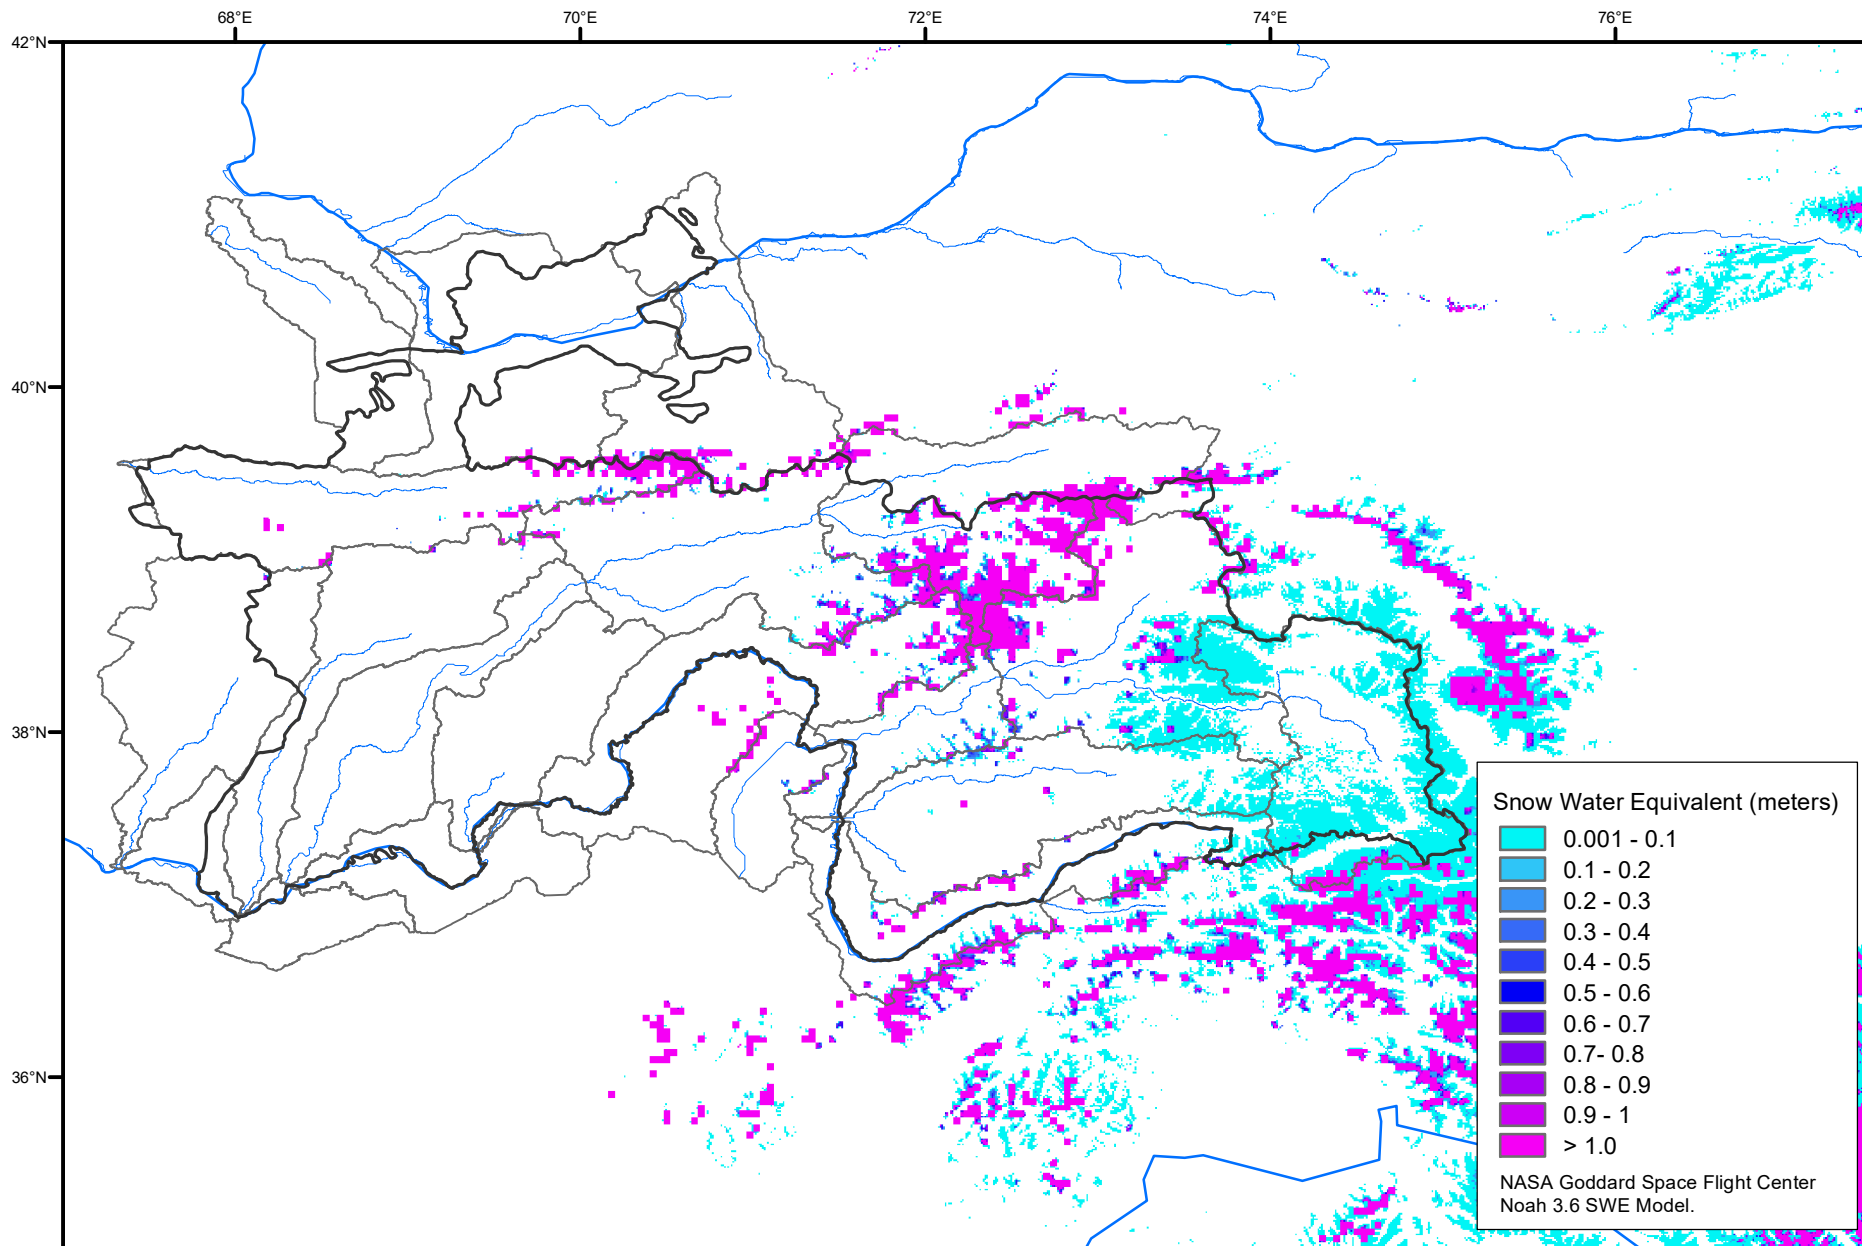 68°E
70°E
72°E
74°E
76°E
42°N
40°N
38°N
36°N
Snow Water Equivalent (meters)
0.001 - 0.1
0.1 - 0.2
0.2 - 0.3
0.3 - 0.4
0.4 - 0.5
0.5 - 0.6
0.6 - 0.7
0.7- 0.8
0.8 - 0.9
0.9 - 1
> 1.0
NASA Goddard Space Flight Center
Noah 3.6 SWE Model.